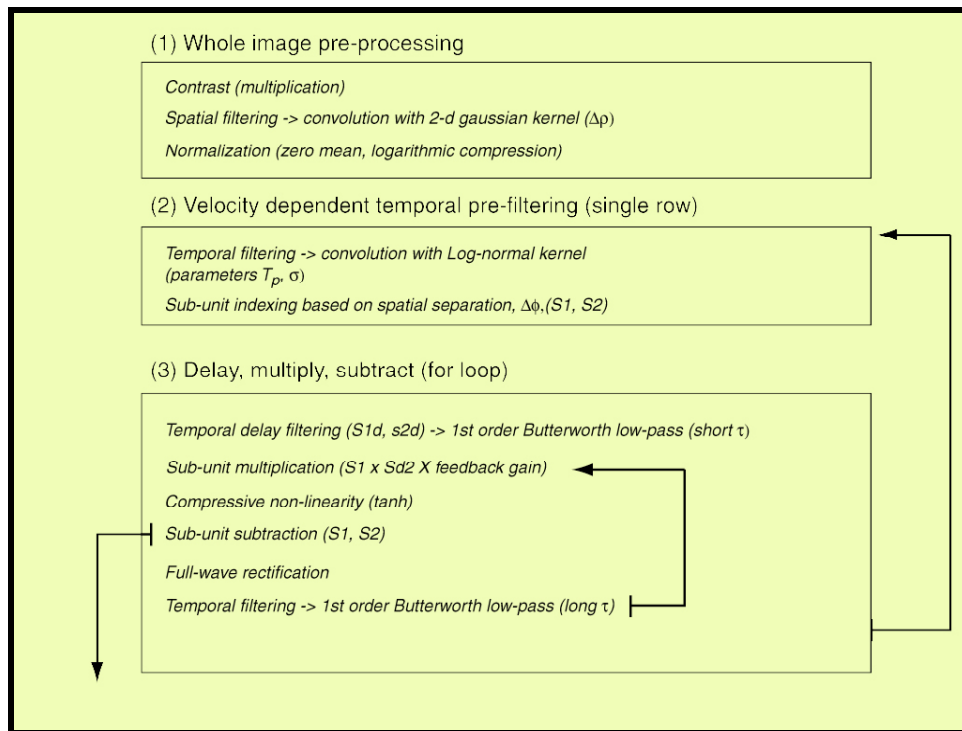 (1) Whole image pre-processing
Contrast (multiplication)
Spatial filtering -> convolution with 2-d gaussian kernel (Δρ)
Normalization (zero mean, logarithmic compression)
(2) Velocity dependent temporal pre-filtering (single row)
Temporal filtering -> convolution with Log-normal kernel
(parameters Tp, σ)
Sub-unit indexing based on spatial separation, Δϕ,(S1, S2)
(3) Delay, multiply, subtract (for loop)
Temporal delay filtering (S1d, s2d) -> 1st order Butterworth low-pass (short τ)
Sub-unit multiplication (S1 x Sd2 X feedback gain)
Compressive non-linearity (tanh)
Sub-unit subtraction (S1, S2)
Full-wave rectification
Temporal filtering -> 1st order Butterworth low-pass (long τ)